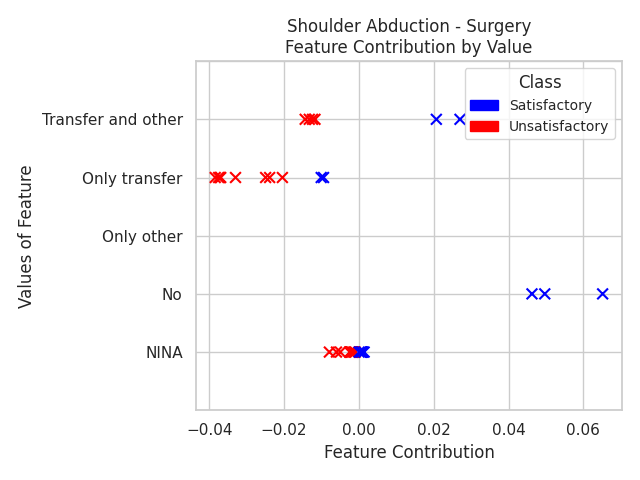 Shoulder Abduction - Surgery
Feature Contribution by Value
Class
Satisfactory
Unsatisfactory
Values of Feature
Transfer and other
Only transfer
Only other
No
NINA
−0.04 −0.02 0.00 0.02 0.04 0.06
Feature Contribution